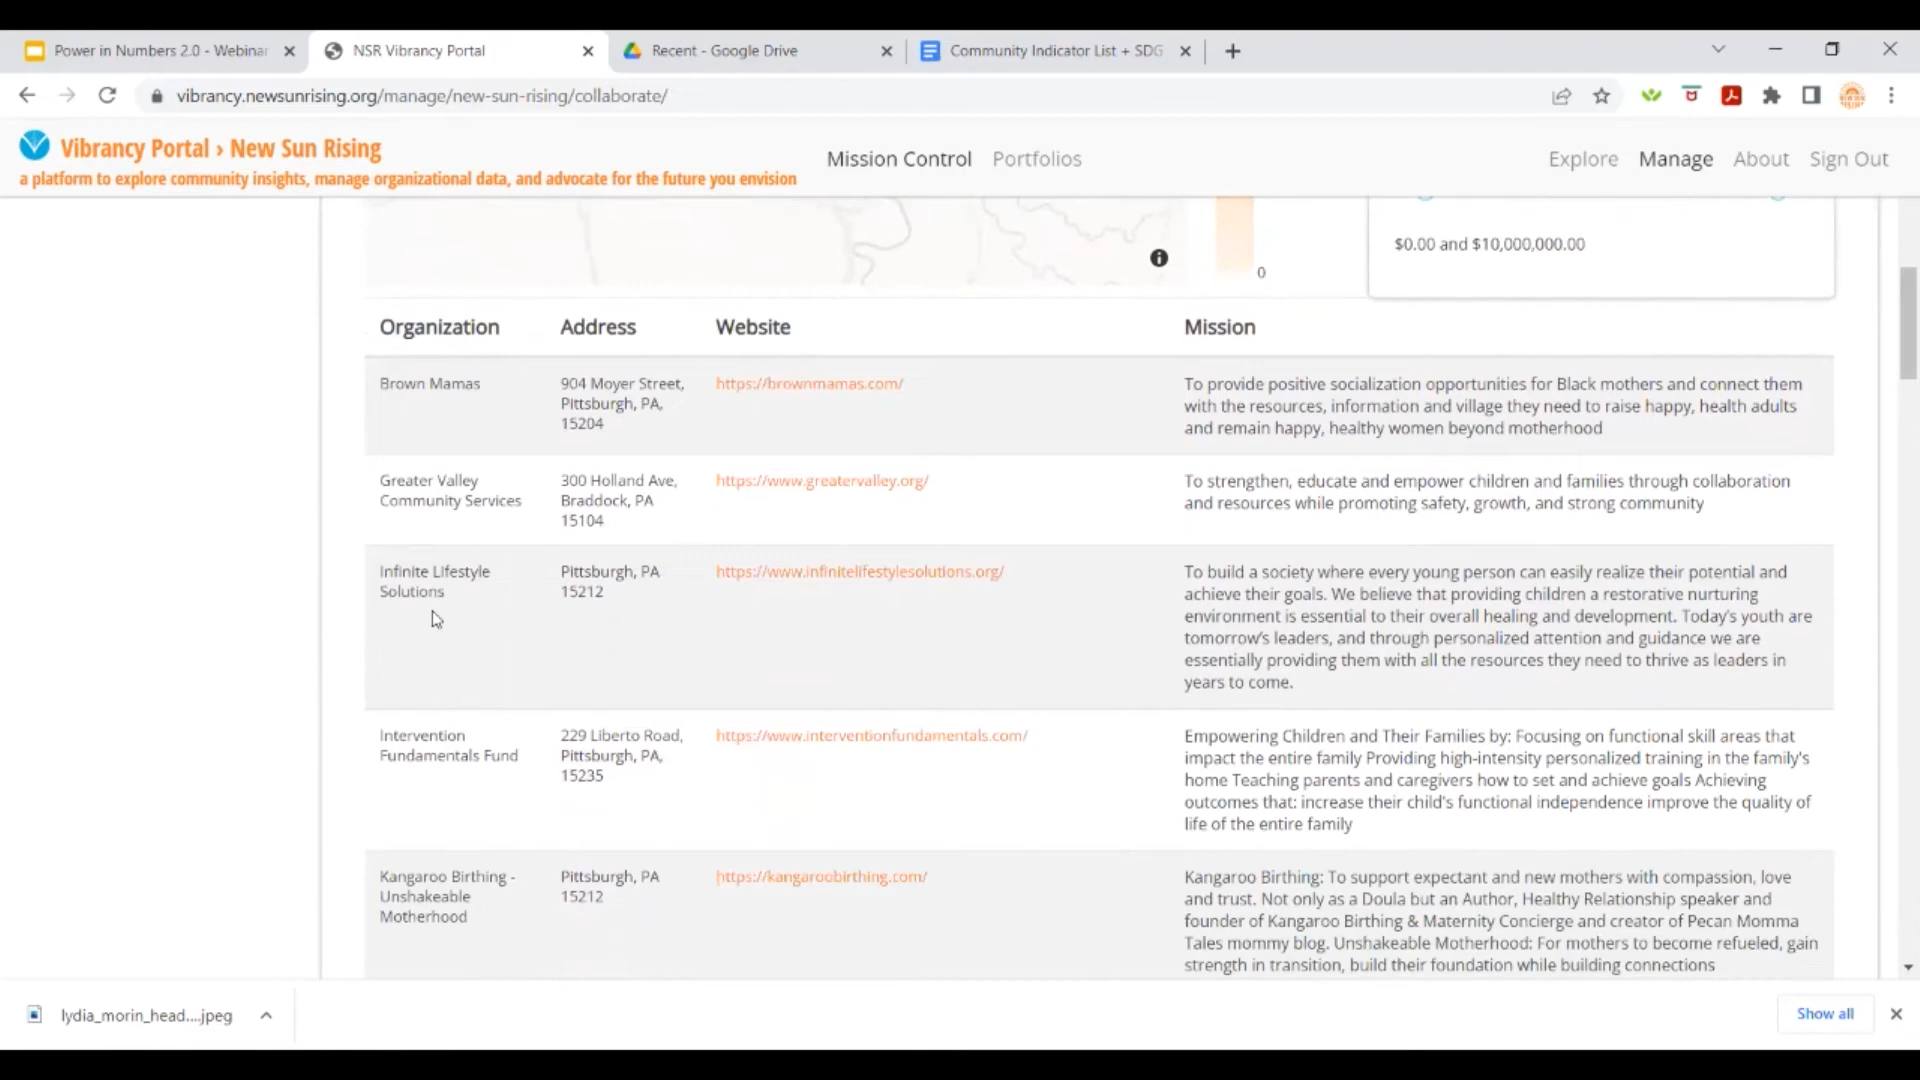 Power in Numbers 2.0 - Webinar
NSR Vibrancy Portal
Recent - Google Drive
Community Indicator List + SDG
vibrancy.newsunrising.org/manage/new-sun-rising/collaborate/
Vibrancy Portal › New Sun Rising
a platform to explore community insights, manage organizational data, and advocate for the future you envision
Mission Control
Portfolios
Explore
Manage
About
Sign Out
$0.00 and $10,000,000.00
0
Organization
Address
Website
Mission
Brown Mamas
904 Moyer Street,
Pittsburgh, PA,
15204
https://brownmamas.com/
To provide positive socialization opportunities for Black mothers and connect them
with the resources, information and village they need to raise happy, health adults
and remain happy, healthy women beyond motherhood
Greater Valley
Community Services
300 Holland Ave,
Braddock, PA
15104
https://www.greatervalley.org/
To strengthen, educate and empower children and families through collaboration
and resources while promoting safety, growth, and strong community
Infinite Lifestyle
Solutions
Pittsburgh, PA
15212
https://www.infinitelifestylesolutions.org/
To build a society where every young person can easily realize their potential and
achieve their goals. We believe that providing children a restorative nurturing
environment is essential to their overall healing and development. Today's youth are
tomorrow's leaders, and through personalized attention and guidance we are
essentially providing them with all the resources they need to thrive as leaders in
years to come.
Intervention
Fundamentals Fund
229 Liberto Road,
Pittsburgh, PA,
15235
https://www.interventionfundamentals.com/
Empowering Children and Their Families by: Focusing on functional skill areas that
impact the entire family Providing high-intensity personalized training in the family's
home Teaching parents and caregivers how to set and achieve goals Achieving
outcomes that: increase their child's functional independence improve the quality of
life of the entire family
Kangaroo Birthing -
Unshakeable
Motherhood
Pittsburgh, PA
15212
https://kangaroobirthing.com/
Kangaroo Birthing: To support expectant and new mothers with compassion, love
and trust. Not only as a Doula but an Author, Healthy Relationship speaker and
founder of Kangaroo Birthing & Maternity Concierge and creator of Pecan Momma
Tales mommy blog. Unshakeable Motherhood: For mothers to become refueled, gain
strength in transition, build their foundation while building connections
lydia_morin_head....jpeg
Show all